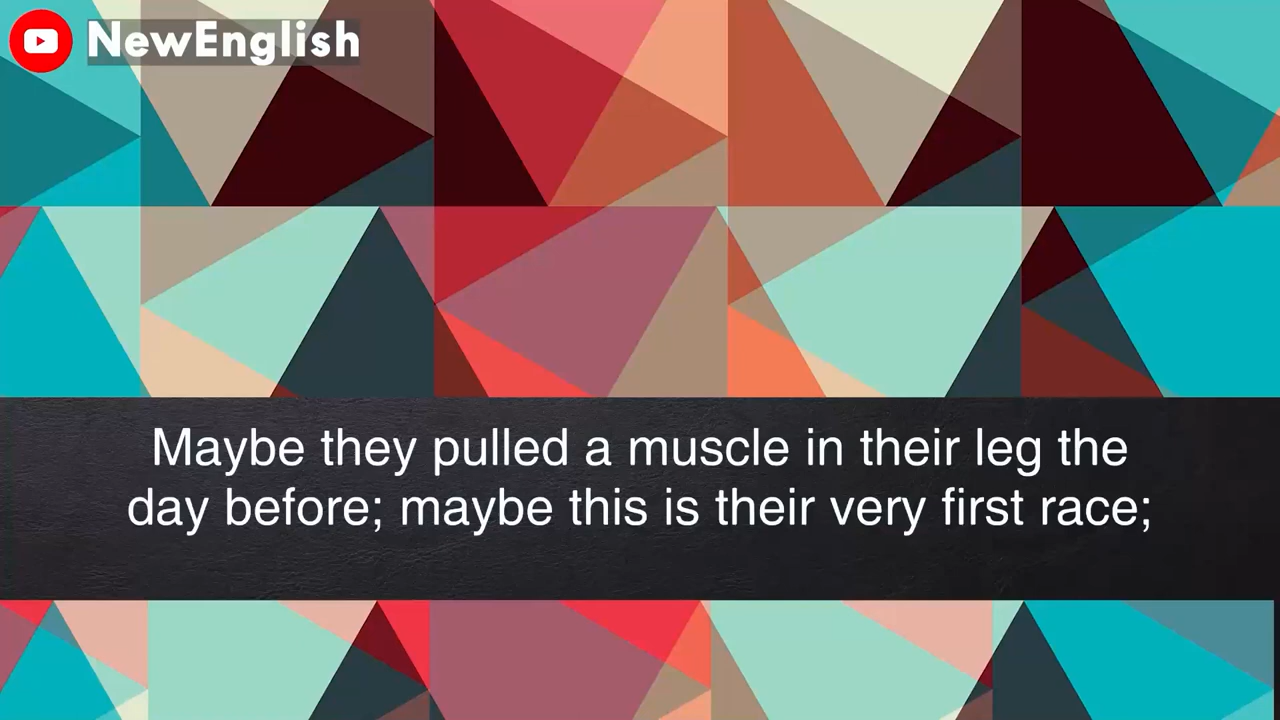 NewEnglish
Maybe they pulled a muscle in their leg the
day before; maybe this is their very first race;